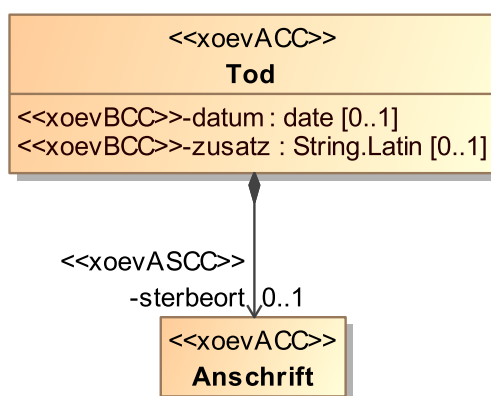 <<xoevACC>>
Tod
<<xoevBCC>>-datum : date [0..1]
<<xoevBCC>>-zusatz : String.Latin [0..1]
<<xoevASCC>>
-sterbeort 0..1
<<xoevACC>>
Anschrift